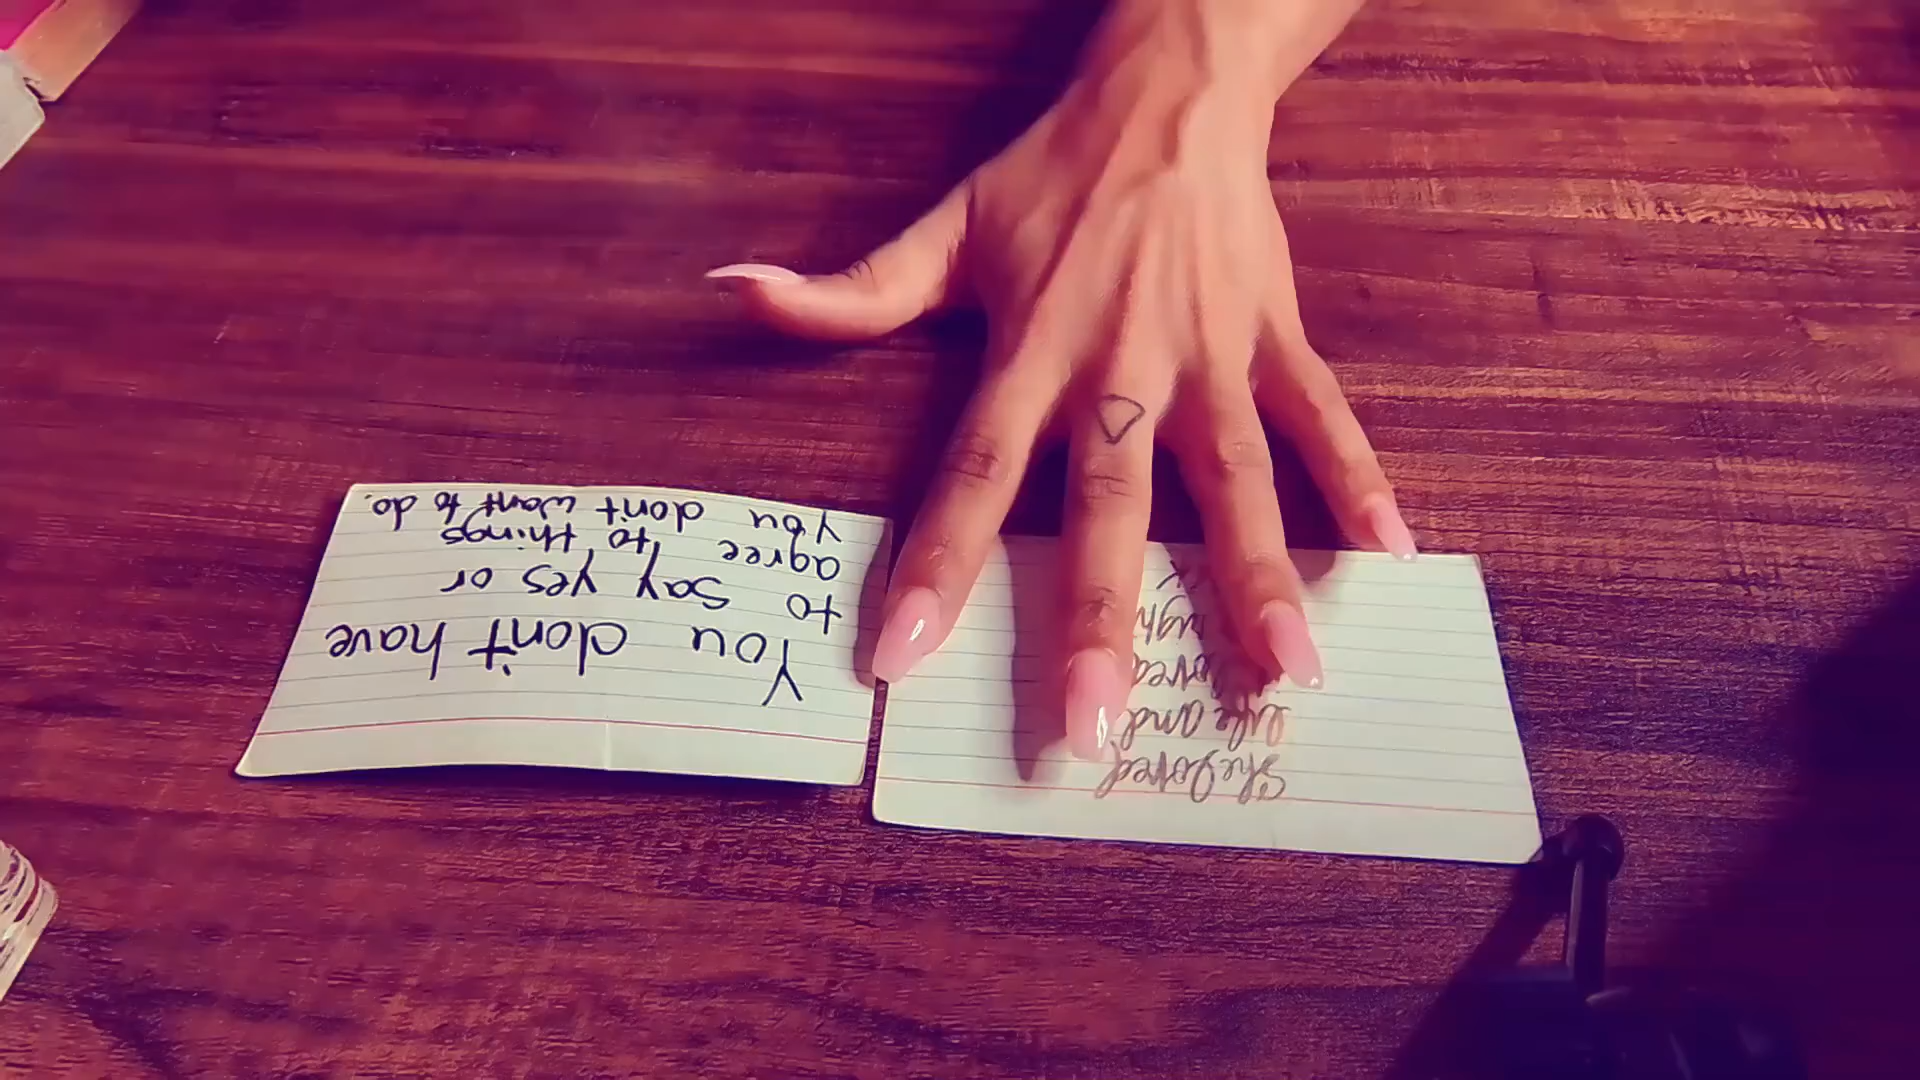 You don't have
to say yes or
agree to things
you don't want to do.
She loved
life and
loved